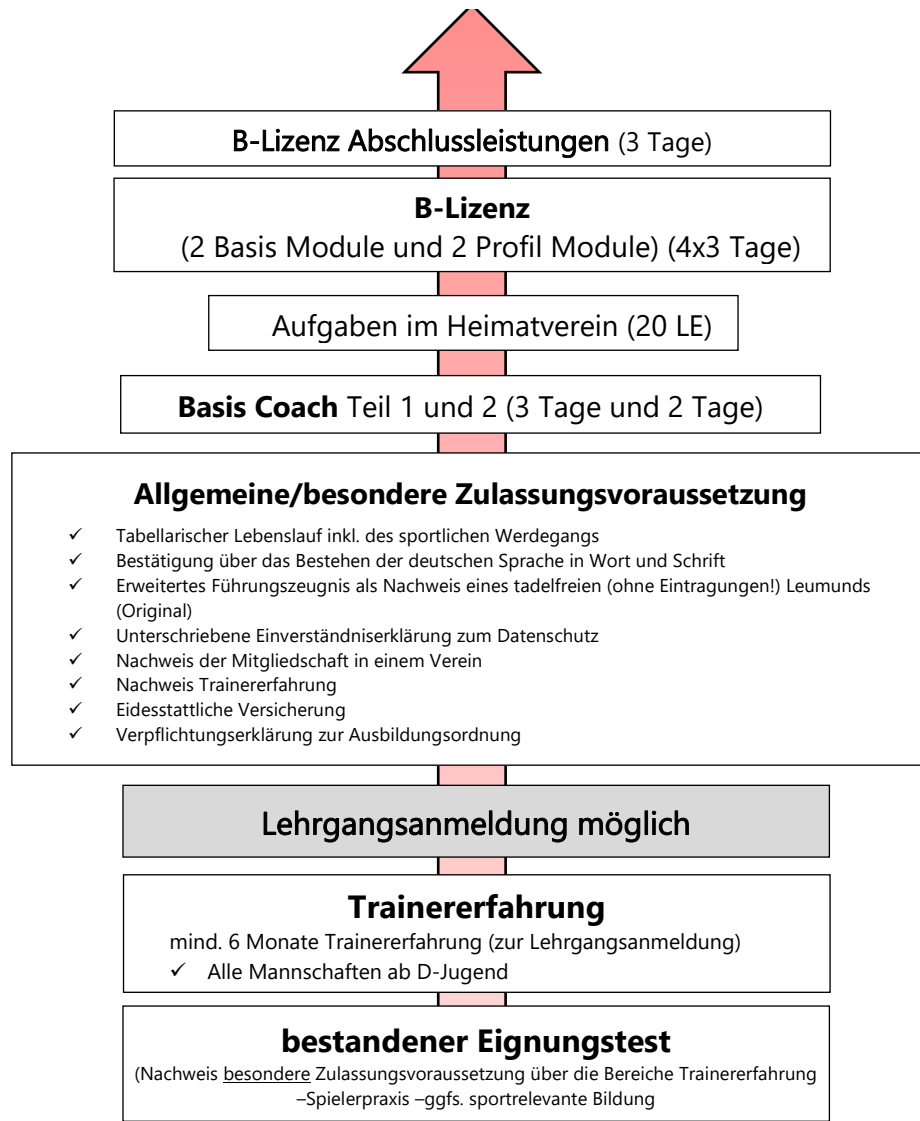 B-Lizenz Abschlussleistungen (3 Tage)
B-Lizenz
(2 Basis Module und 2 Profil Module) (4x3 Tage)
Aufgaben im Heimatverein (20 LE)
Basis Coach Teil 1 und 2 (3 Tage und 2 Tage)
Allgemeine/besondere Zulassungsvoraussetzung
✓ Tabellarischer Lebenslauf inkl. des sportlichen Werdegangs
✓ Bestätigung über das Bestehen der deutschen Sprache in Wort und Schrift
✓ Erweitertes Führungszeugnis als Nachweis eines tadelfreien (ohne Eintragungen!) Leumunds
(Original)
✓ Unterschriebene Einverständniserklärung zum Datenschutz
✓ Nachweis der Mitgliedschaft in einem Verein
✓ Nachweis Trainererfahrung
✓ Eidesstattliche Versicherung
✓ Verpflichtungserklärung zur Ausbildungsordnung
Lehrgangsanmeldung möglich
Trainererfahrung
mind. 6 Monate Trainererfahrung (zur Lehrgangsanmeldung)
✓ Alle Mannschaften ab D-Jugend
bestandener Eignungstest
(Nachweis besondere Zulassungsvoraussetzung über die Bereiche Trainererfahrung
–Spielerpraxis –ggfs. sportrelevante Bildung